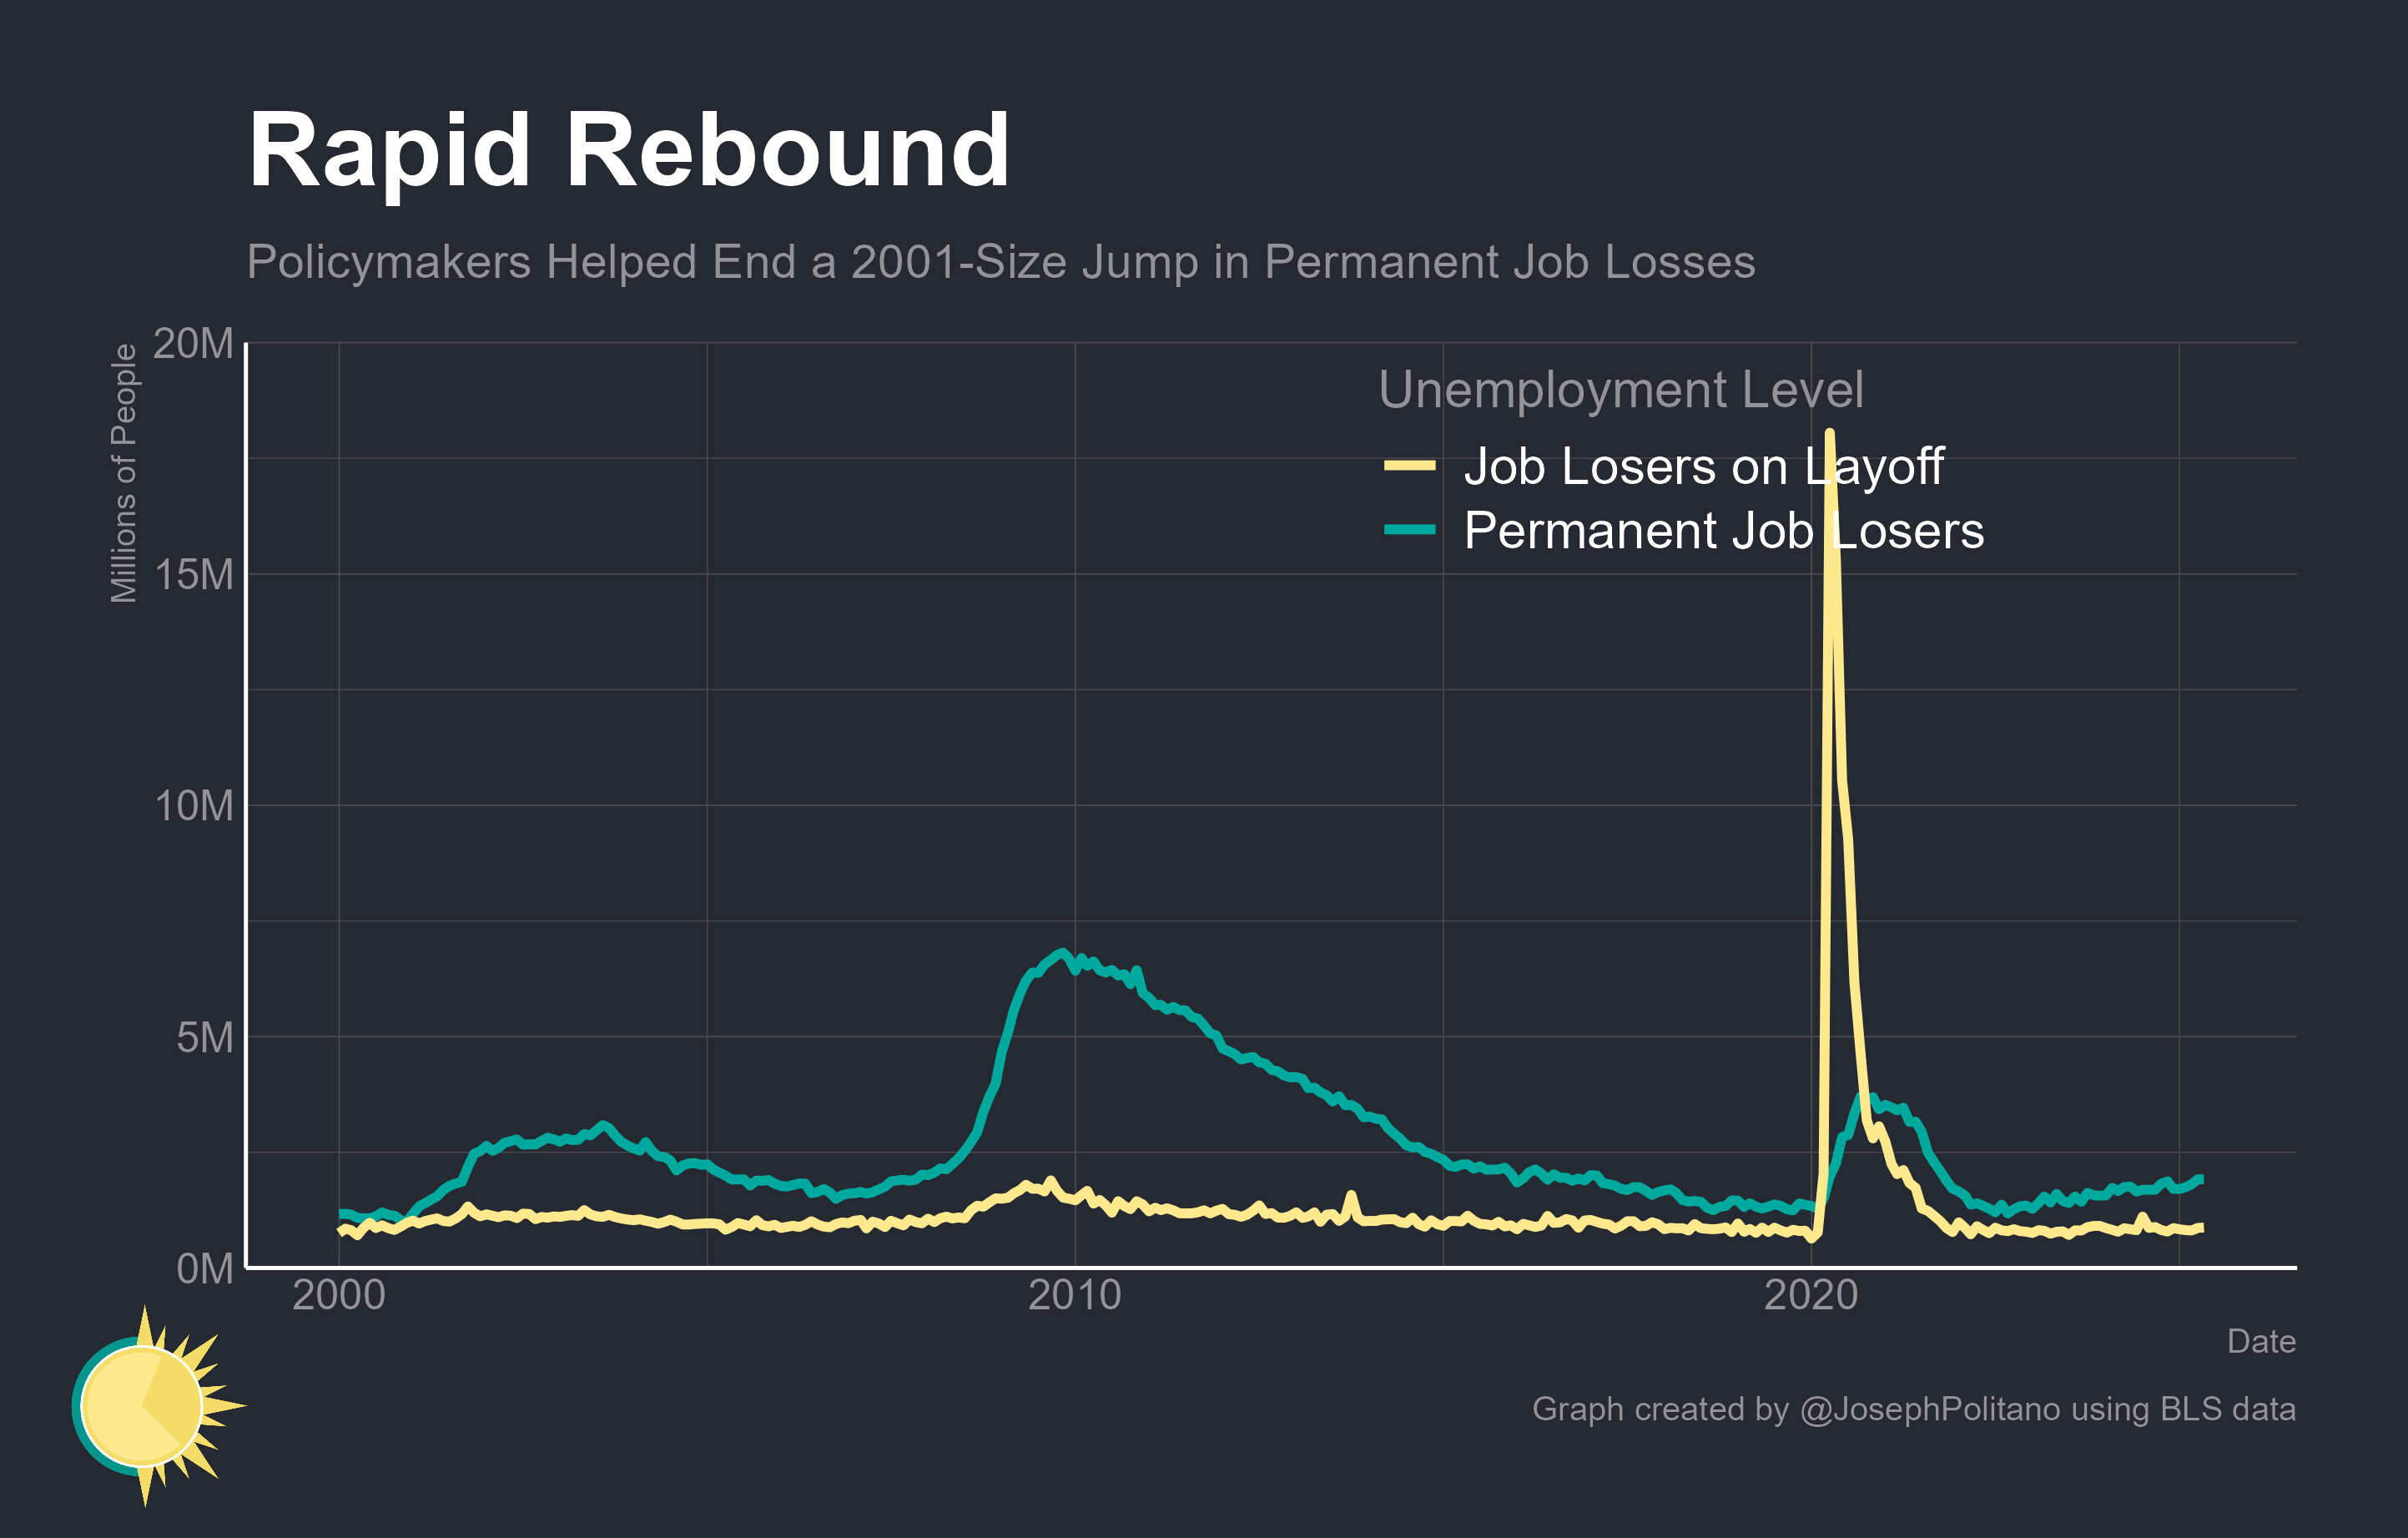 Rapid Rebound
Policymakers Helped End a 2001-Size Jump in Permanent Job Losses
Millions of People
20M
15M
10M
5M
0M
Unemployment Level
Job Losers on Layoff
Permanent Job Losers
2000
2010
2020
Date
Graph created by @JosephPolitano using BLS data